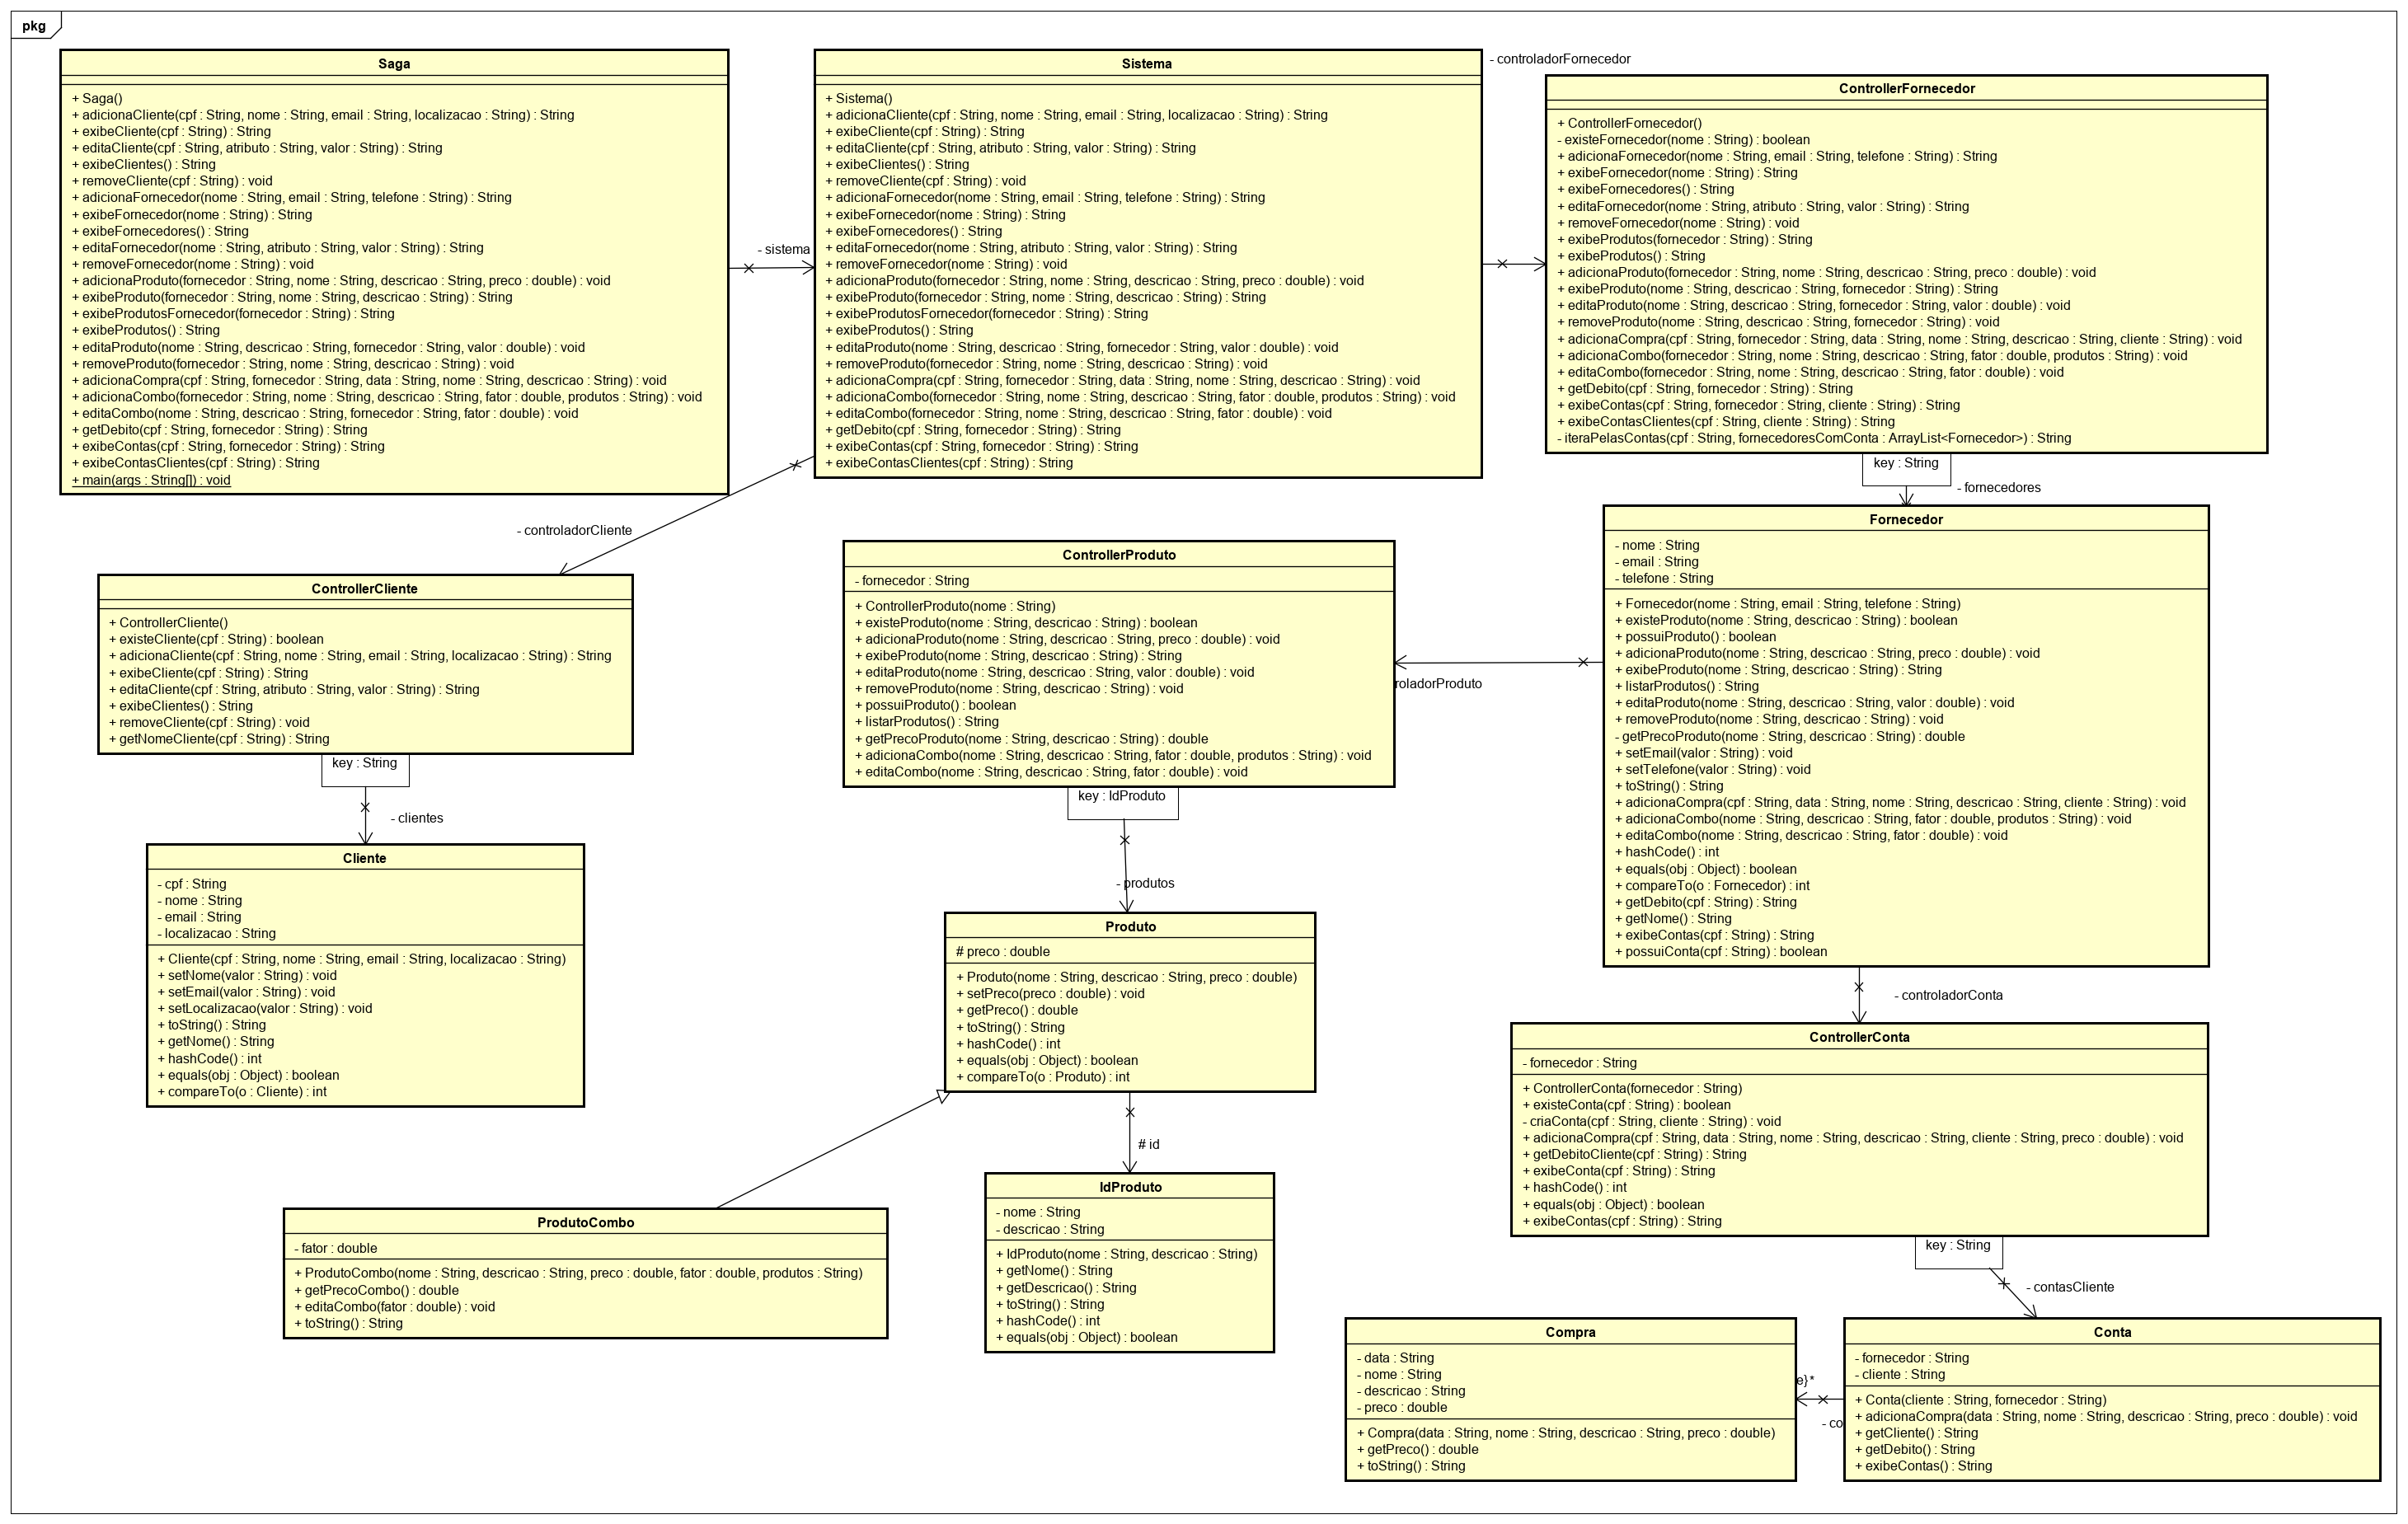 pkg
Saga
+ Saga()
+ adicionaCliente(cpf : String, nome : String, email : String, localizacao : String) : String
+ exibeCliente(cpf : String) : String
+ editaCliente(cpf : String, atributo : String, valor : String) : String
+ exibeClientes() : String
+ removeCliente(cpf : String) : void
+ adicionaFornecedor(nome : String, email : String, telefone : String) : String
+ exibeFornecedor(nome : String) : String
+ exibeFornecedores() : String
+ editaFornecedor(nome : String, atributo : String, valor : String) : String
+ removeFornecedor(nome : String) : void
+ adicionaProduto(fornecedor : String, nome : String, descricao : String, preco : double) : void
+ exibeProduto(fornecedor : String, nome : String, descricao : String) : String
+ exibeProdutosFornecedor(fornecedor : String) : String
+ exibeProdutos() : String
+ editaProduto(nome : String, descricao : String, fornecedor : String, valor : double) : void
+ removeProduto(fornecedor : String, nome : String, descricao : String) : void
+ adicionaCompra(cpf : String, fornecedor : String, data : String, nome : String, descricao : String) : void
+ adicionaCombo(fornecedor : String, nome : String, descricao : String, fator : double, produtos : String) : void
+ editaCombo(nome : String, descricao : String, fornecedor : String, fator : double) : void
+ getDebito(cpf : String, fornecedor : String) : String
+ exibeContas(cpf : String, fornecedor : String) : String
+ exibeContasClientes(cpf : String) : String
+ main(args : String[]) : void
- sistema
Sistema
+ Sistema()
+ adicionaCliente(cpf : String, nome : String, email : String, localizacao : String) : String
+ exibeCliente(cpf : String) : String
+ editaCliente(cpf : String, atributo : String, valor : String) : String
+ exibeClientes() : String
+ removeCliente(cpf : String) : void
+ adicionaFornecedor(nome : String, email : String, telefone : String) : String
+ exibeFornecedor(nome : String) : String
+ exibeFornecedores() : String
+ editaFornecedor(nome : String, atributo : String, valor : String) : String
+ removeFornecedor(nome : String) : void
+ adicionaProduto(fornecedor : String, nome : String, descricao : String, preco : double) : void
+ exibeProduto(fornecedor : String, nome : String, descricao : String) : String
+ exibeProdutosFornecedor(fornecedor : String) : String
+ exibeProdutos() : String
+ editaProduto(nome : String, descricao : String, fornecedor : String, valor : double) : void
+ removeProduto(fornecedor : String, nome : String, descricao : String) : void
+ adicionaCompra(cpf : String, fornecedor : String, data : String, nome : String, descricao : String) : void
+ adicionaCombo(fornecedor : String, nome : String, descricao : String, fator : double, produtos : String) : void
+ editaCombo(fornecedor : String, nome : String, descricao : String, fator : double) : void
+ getDebito(cpf : String, fornecedor : String) : String
+ exibeContas(cpf : String, fornecedor : String) : String
+ exibeContasClientes(cpf : String) : String
- controladorFornecedor
ControllerFornecedor
+ ControllerFornecedor()
- existeFornecedor(nome : String) : boolean
+ adicionaFornecedor(nome : String, email : String, telefone : String) : String
+ exibeFornecedor(nome : String) : String
+ exibeFornecedores() : String
+ editaFornecedor(nome : String, atributo : String, valor : String) : String
+ removeFornecedor(nome : String) : void
+ exibeProdutos(fornecedor : String) : String
+ exibeProdutos() : String
+ adicionaProduto(fornecedor : String, nome : String, descricao : String, preco : double) : void
+ exibeProduto(nome : String, descricao : String, fornecedor : String) : String
+ editaProduto(nome : String, descricao : String, fornecedor : String, valor : double) : void
+ removeProduto(nome : String, descricao : String, fornecedor : String) : void
+ adicionaCompra(cpf : String, fornecedor : String, data : String, nome : String, descricao : String, cliente : String) : void
+ adicionaCombo(fornecedor : String, nome : String, descricao : String, fator : double, produtos : String) : void
+ editaCombo(fornecedor : String, nome : String, descricao : String, fator : double) : void
+ getDebito(cpf : String, fornecedor : String) : String
+ exibeContas(cpf : String, fornecedor : String, cliente : String) : String
+ exibeContasClientes(cpf : String, cliente : String) : String
- iteraPelasContas(cpf : String, fornecedoresComConta : ArrayList<Fornecedor>) : String
key : String
- fornecedores
- controladorCliente
ControllerCliente
+ ControllerCliente()
+ existeCliente(cpf : String) : boolean
+ adicionaCliente(cpf : String, nome : String, email : String, localizacao : String) : String
+ exibeCliente(cpf : String) : String
+ editaCliente(cpf : String, atributo : String, valor : String) : String
+ exibeClientes() : String
+ removeCliente(cpf : String) : void
+ getNomeCliente(cpf : String) : String
key : String
- clientes
Cliente
- cpf : String
- nome : String
- email : String
- localizacao : String
+ Cliente(cpf : String, nome : String, email : String, localizacao : String)
+ setNome(valor : String) : void
+ setEmail(valor : String) : void
+ setLocalizacao(valor : String) : void
+ toString() : String
+ getNome() : String
+ hashCode() : int
+ equals(obj : Object) : boolean
+ compareTo(o : Cliente) : int
ControllerProduto
- fornecedor : String
+ ControllerProduto(nome : String)
+ existeProduto(nome : String, descricao : String) : boolean
+ adicionaProduto(nome : String, descricao : String, preco : double) : void
+ exibeProduto(nome : String, descricao : String) : String
+ editaProduto(nome : String, descricao : String, valor : double) : void
+ removeProduto(nome : String, descricao : String) : void
+ possuiProduto() : boolean
+ listarProdutos() : String
+ getPrecoProduto(nome : String, descricao : String) : double
+ adicionaCombo(nome : String, descricao : String, fator : double, produtos : String) : void
+ editaCombo(nome : String, descricao : String, fator : double) : void
key : IdProduto
- produtos
roladorProduto
Fornecedor
- nome : String
- email : String
- telefone : String
+ Fornecedor(nome : String, email : String, telefone : String)
+ existeProduto(nome : String, descricao : String) : boolean
+ possuiProduto() : boolean
+ adicionaProduto(nome : String, descricao : String, preco : double) : void
+ exibeProduto(nome : String, descricao : String) : String
+ listarProdutos() : String
+ editaProduto(nome : String, descricao : String, valor : double) : void
+ removeProduto(nome : String, descricao : String) : void
- getPrecoProduto(nome : String, descricao : String) : double
+ setEmail(valor : String) : void
+ setTelefone(valor : String) : void
+ toString() : String
+ adicionaCompra(cpf : String, data : String, nome : String, descricao : String, cliente : String) : void
+ adicionaCombo(nome : String, descricao : String, fator : double, produtos : String) : void
+ editaCombo(nome : String, descricao : String, fator : double) : void
+ hashCode() : int
+ equals(obj : Object) : boolean
+ compareTo(o : Fornecedor) : int
+ getDebito(cpf : String) : String
+ getNome() : String
+ exibeContas(cpf : String) : String
+ possuiConta(cpf : String) : boolean
- controladorConta
Produto
# preco : double
+ Produto(nome : String, descricao : String, preco : double)
+ setPreco(preco : double) : void
+ getPreco() : double
+ toString() : String
+ hashCode() : int
+ equals(obj : Object) : boolean
+ compareTo(o : Produto) : int
# id
ControllerConta
- fornecedor : String
+ ControllerConta(fornecedor : String)
+ existeConta(cpf : String) : boolean
- criaConta(cpf : String, cliente : String) : void
+ adicionaCompra(cpf : String, data : String, nome : String, descricao : String, cliente : String, preco : double) : void
+ getDebitoCliente(cpf : String) : String
+ exibeConta(cpf : String) : String
+ hashCode() : int
+ equals(obj : Object) : boolean
+ exibeContas(cpf : String) : String
key : String
- contasCliente
ProdutoCombo
- fator : double
+ ProdutoCombo(nome : String, descricao : String, preco : double, fator : double, produtos : String)
+ getPrecoCombo() : double
+ editaCombo(fator : double) : void
+ toString() : String
IdProduto
- nome : String
- descricao : String
+ IdProduto(nome : String, descricao : String)
+ getNome() : String
+ getDescricao() : String
+ toString() : String
+ hashCode() : int
+ equals(obj : Object) : boolean
Compra
- data : String
- nome : String
- descricao : String
- preco : double
+ Compra(data : String, nome : String, descricao : String, preco : double)
+ getPreco() : double
+ toString() : String
e} *
- co
Conta
- fornecedor : String
- cliente : String
+ Conta(cliente : String, fornecedor : String)
+ adicionaCompra(data : String, nome : String, descricao : String, preco : double) : void
+ getCliente() : String
+ getDebito() : String
+ exibeContas() : String